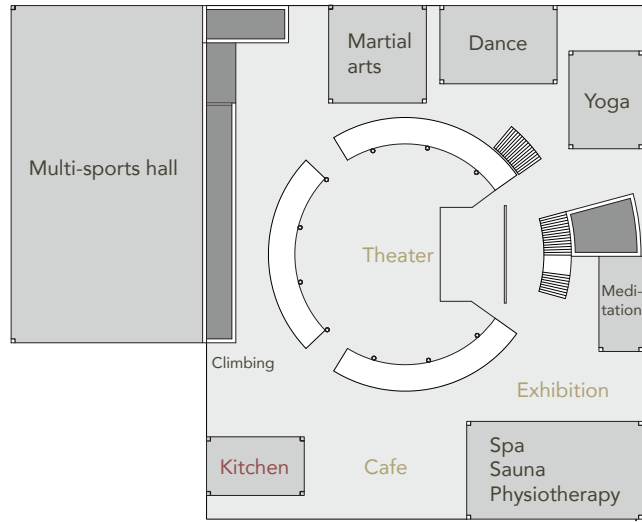 Martial
arts
Dance
Yoga
Multi-sports hall
Theater
Medi-
tation
Climbing
Exhibition
Kitchen
Cafe
Spa
Sauna
Physiotherapy